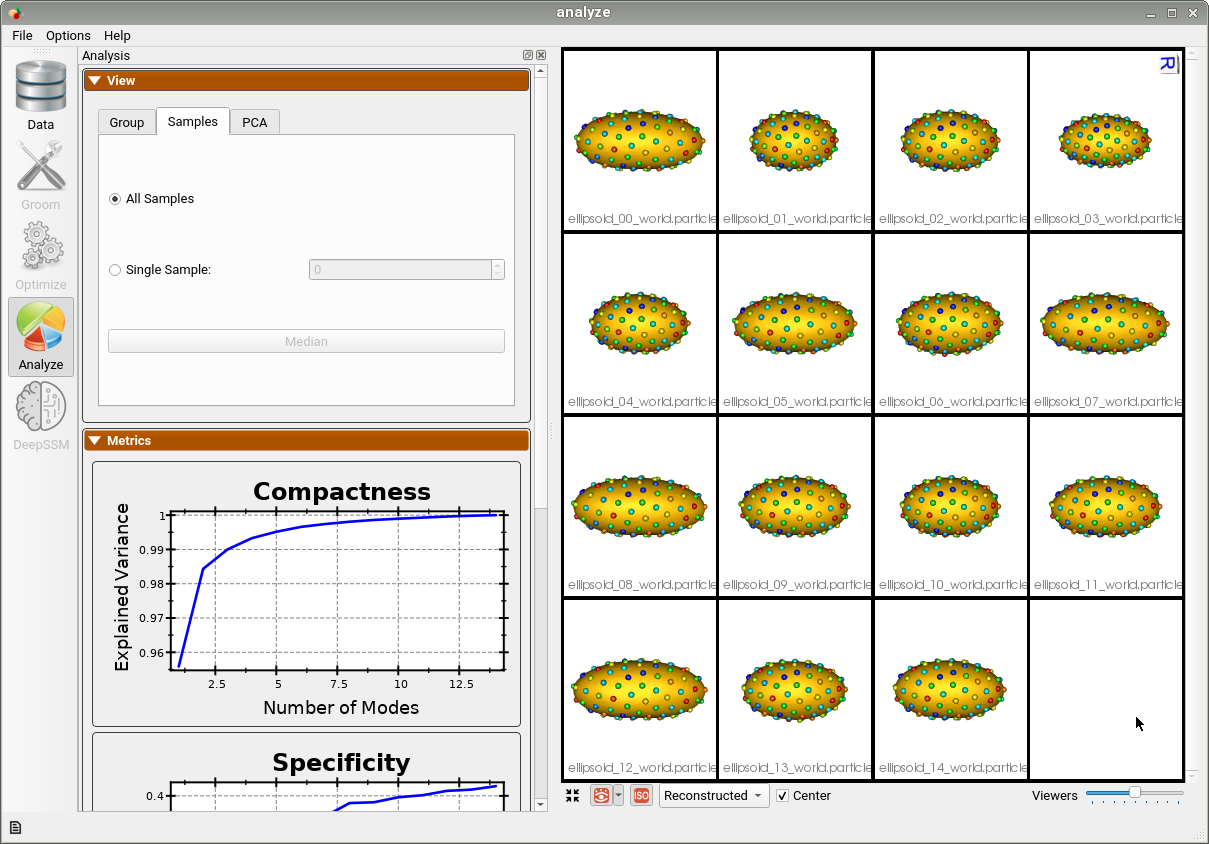 analyze
File Options Help
Data
Groom
Optimize
Analyze
DeepSSM
Analysis
View
Group Samples PCA
All Samples
Single Sample: 0
Median
Metrics
Compactness
Explained Variance
1
0.99
0.98
0.97
0.96
2.5 5 7.5 10 12.5
Number of Modes
Specificity
0.4
R
ellipsoid_00_world.particle ellipsoid_01_world.particle ellipsoid_02_world.particle ellipsoid_03_world.particle
ellipsoid_04_world.particle ellipsoid_05_world.particle ellipsoid_06_world.particle ellipsoid_07_world.particle
ellipsoid_08_world.particle ellipsoid_09_world.particle ellipsoid_10_world.particle ellipsoid_11_world.particle
ellipsoid_12_world.particle ellipsoid_13_world.particle ellipsoid_14_world.particle
ISO Reconstructed Center Viewers